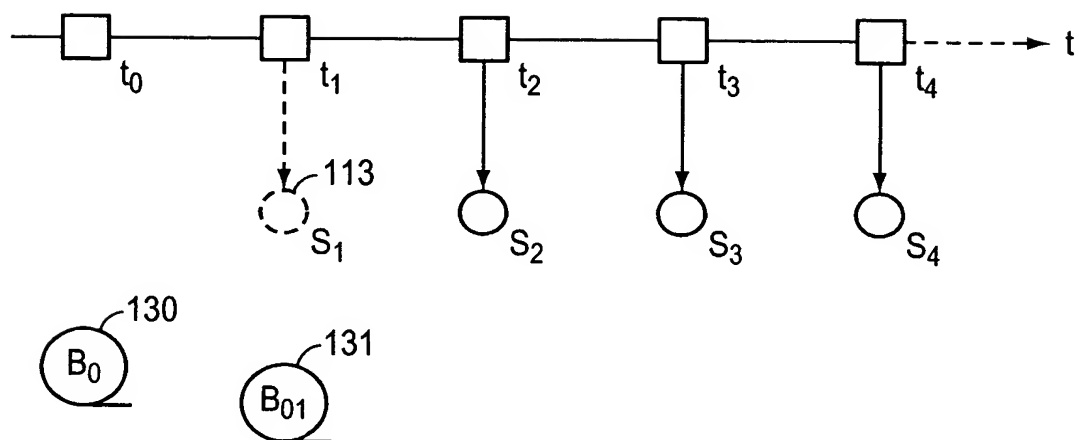 t
t₀ t₁ t₂ t₃ t₄
113
S₁ S₂ S₃ S₄
130
B₀
131
B₀₁